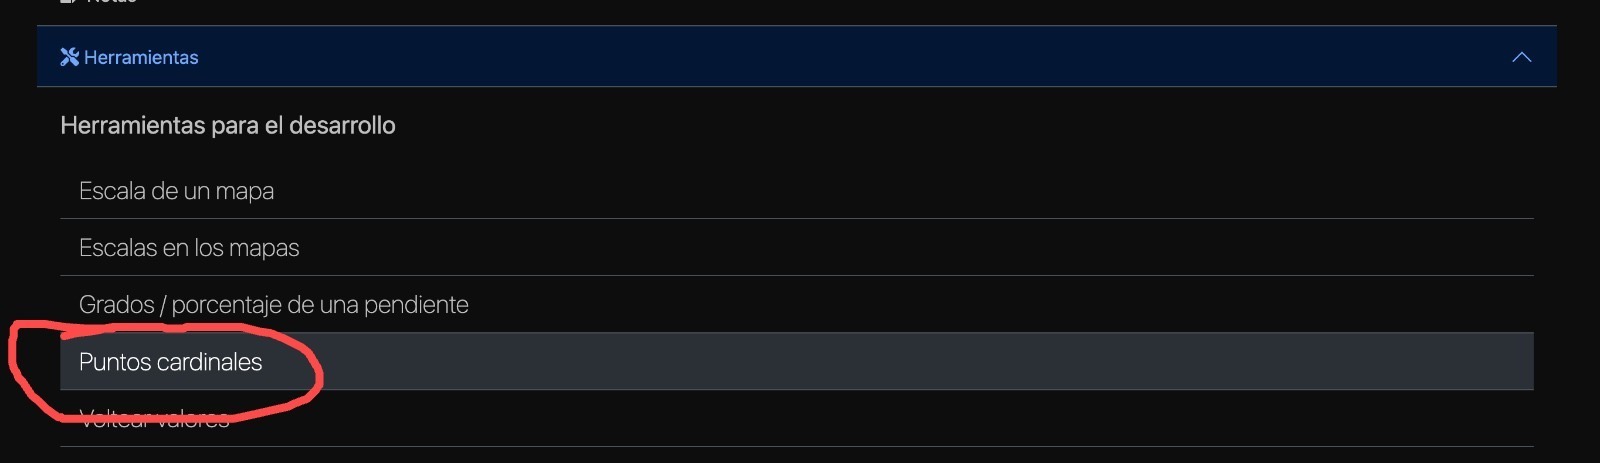 Notas
Herramientas
Herramientas para el desarrollo
Escala de un mapa
Escalas en los mapas
Grados / porcentaje de una pendiente
Puntos cardinales
Voltear valores